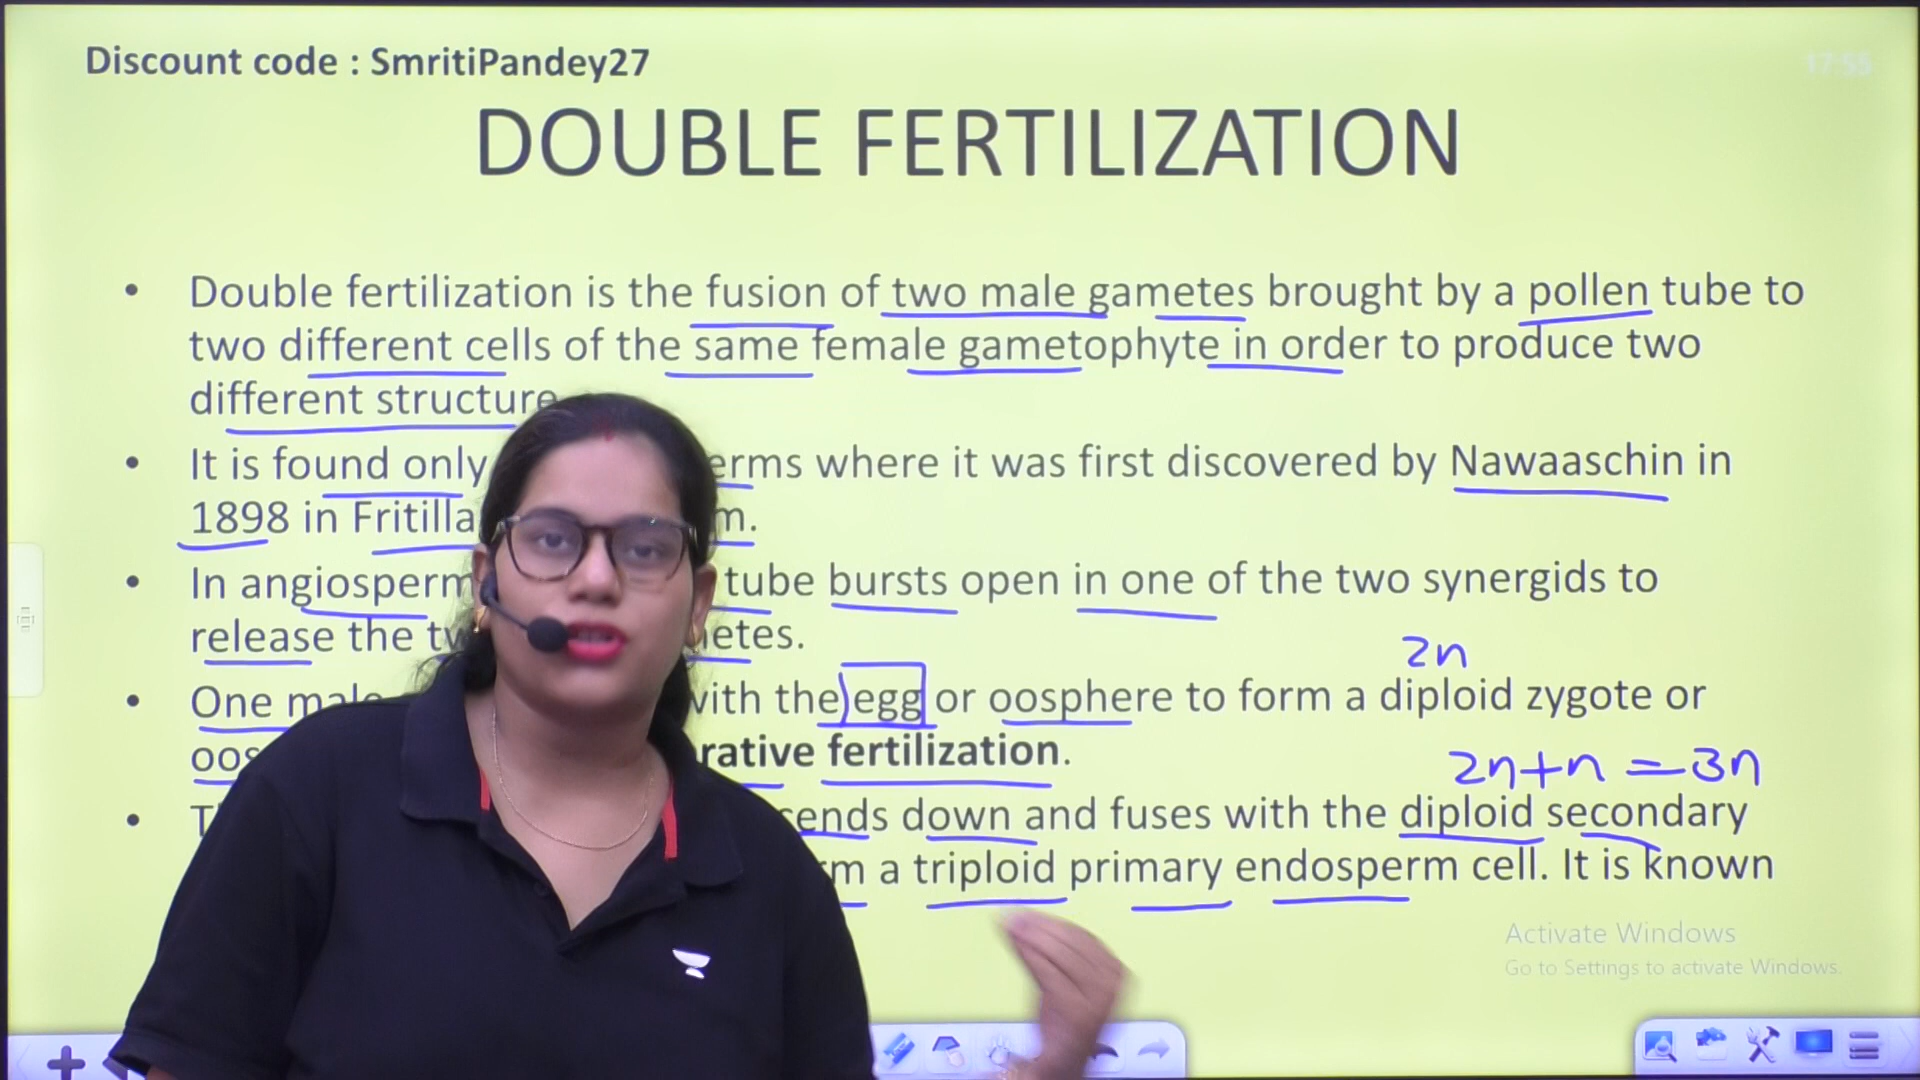 Discount code : SmritiPandey27
17:55
DOUBLE FERTILIZATION
• Double fertilization is the fusion of two male gametes brought by a pollen tube to
two different cells of the same female gametophyte in order to produce two
different structure
• It is found only erms where it was first discovered by Nawaaschin in
1898 in Fritilla m.
• In angiosperm tube bursts open in one of the two synergids to
release the tw etes.
2n
• One male with the egg or oosphere to form a diploid zygote or
oos rative fertilization.
2n+n = 3n
• T ends down and fuses with the diploid secondary
m a triploid primary endosperm cell. It is known
Activate Windows
Go to Settings to activate Windows.